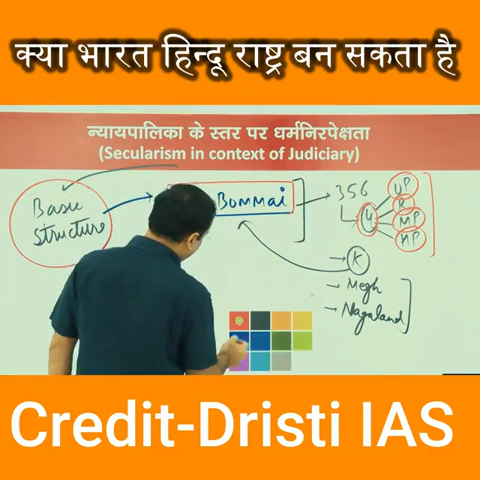 क्या भारत हिन्दू राष्ट्र बन सकता है
न्यायपालिका के स्तर पर धर्मनिरपेक्षता
(Secularism in context of Judiciary)
Basic
Structure
Bommai
356
4
UP
R
MP
HP
K
Megh
Nagaland
Credit-Dristi IAS